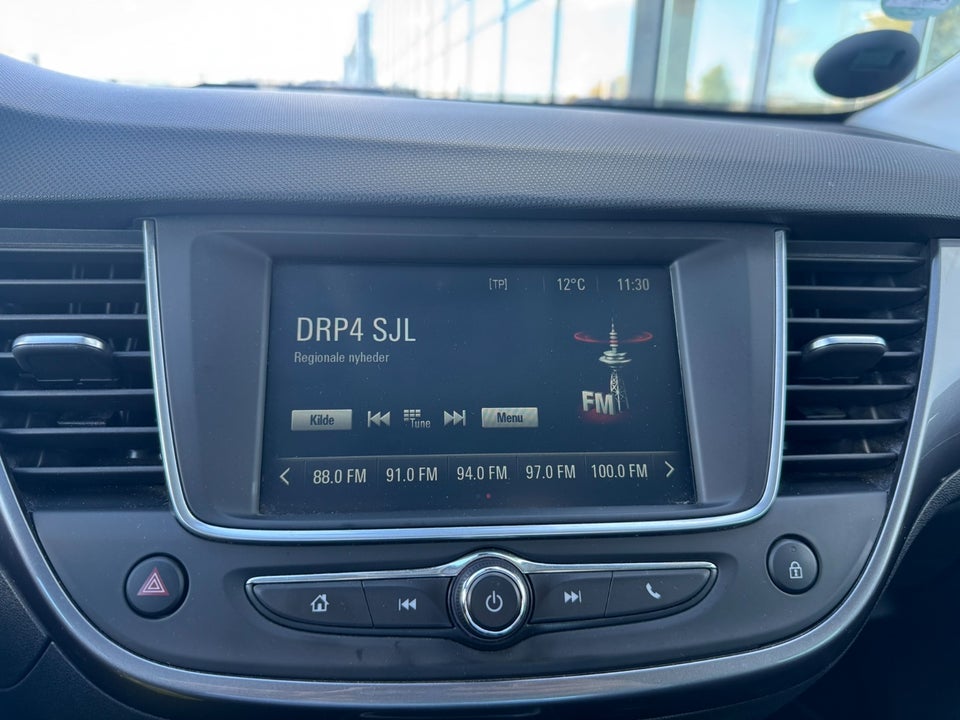 [TP] 12°C 11:30
DRP4 SJL
Regionale nyheder
FM
Kilde Tune Menu
88.0 FM 91.0 FM 94.0 FM 97.0 FM 100.0 FM